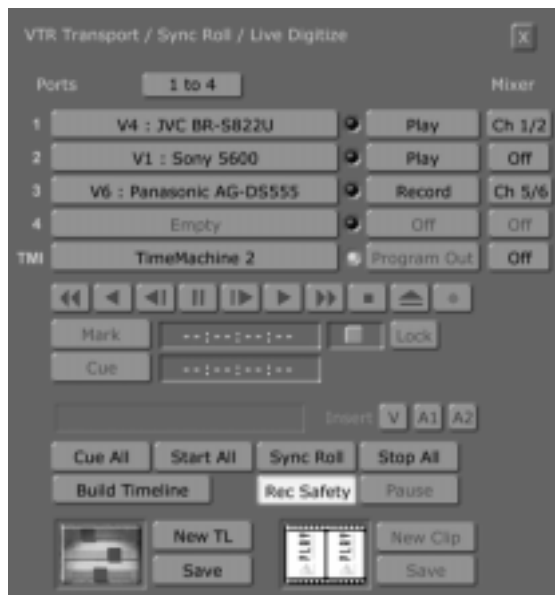 VTR Transport / Sync Roll / Live Digitize X
Ports 1 to 4 Mixer
1 V4 : JVC BR-S822U Play Ch 1/2
2 V1 : Sony 5600 Play Off
3 V6 : Panasonic AG-DS555 Record Ch 5/6
4 Empty Off Off
TMI TimeMachine 2 Program Out Off
Mark --:--:--:-- Lock
Cue --:--:--:--
Insert V A1 A2
Cue All Start All Sync Roll Stop All
Build Timeline Rec Safety Pause
New TL PLAY PLAY New Clip
Save Save